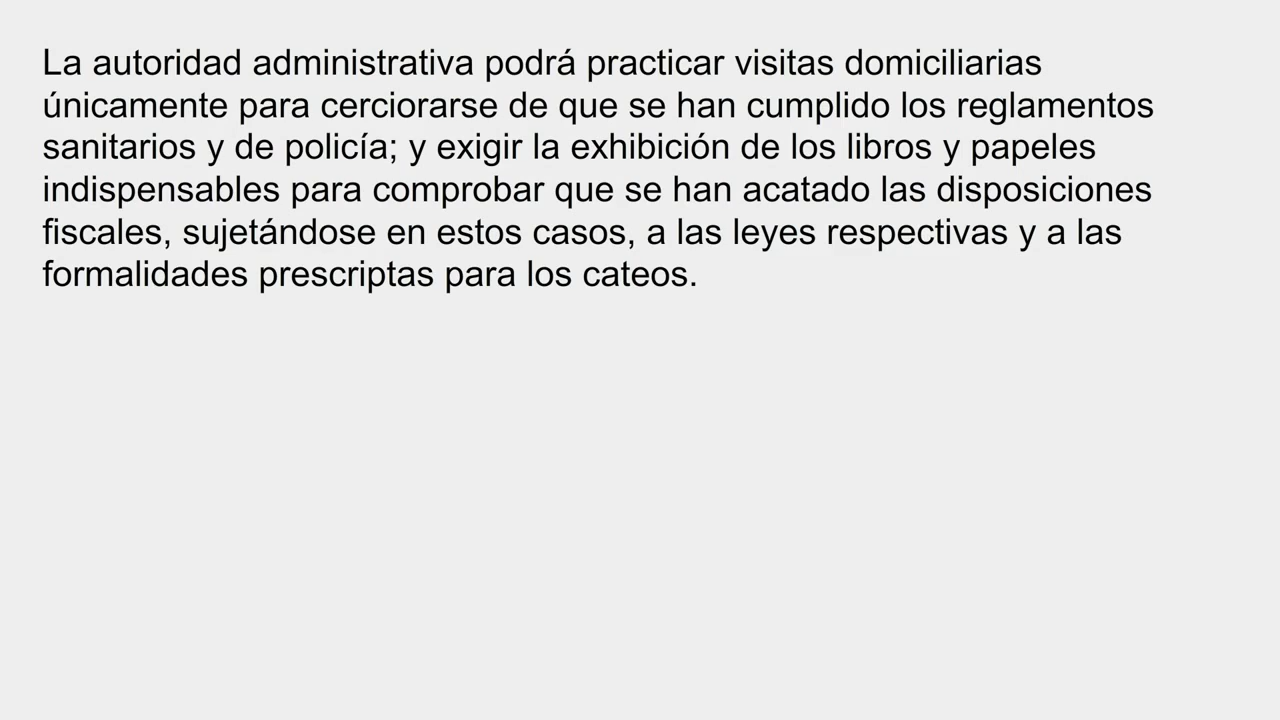 La autoridad administrativa podrá practicar visitas domiciliarias
únicamente para cerciorarse de que se han cumplido los reglamentos
sanitarios y de policía; y exigir la exhibición de los libros y papeles
indispensables para comprobar que se han acatado las disposiciones
fiscales, sujetándose en estos casos, a las leyes respectivas y a las
formalidades prescriptas para los cateos.